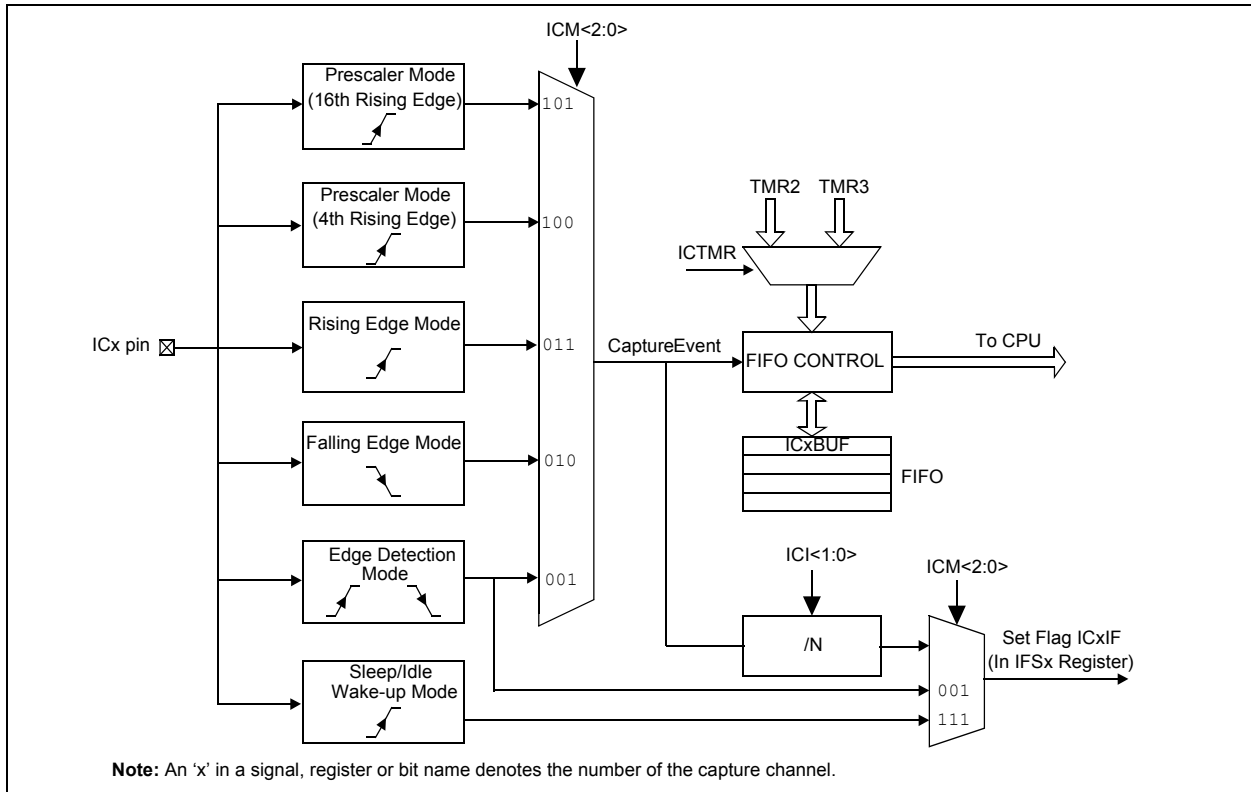 ICM<2:0>
Prescaler Mode
(16th Rising Edge)
101
Prescaler Mode
(4th Rising Edge)
100
TMR2
TMR3
ICTMR
ICx pin
Rising Edge Mode
011
CaptureEvent
FIFO CONTROL
To CPU
Falling Edge Mode
010
ICxBUF
FIFO
Edge Detection
Mode
001
ICI<1:0>
ICM<2:0>
/N
Set Flag ICxIF
(In IFSx Register)
Sleep/Idle
Wake-up Mode
001
111
Note: An ‘x’ in a signal, register or bit name denotes the number of the capture channel.